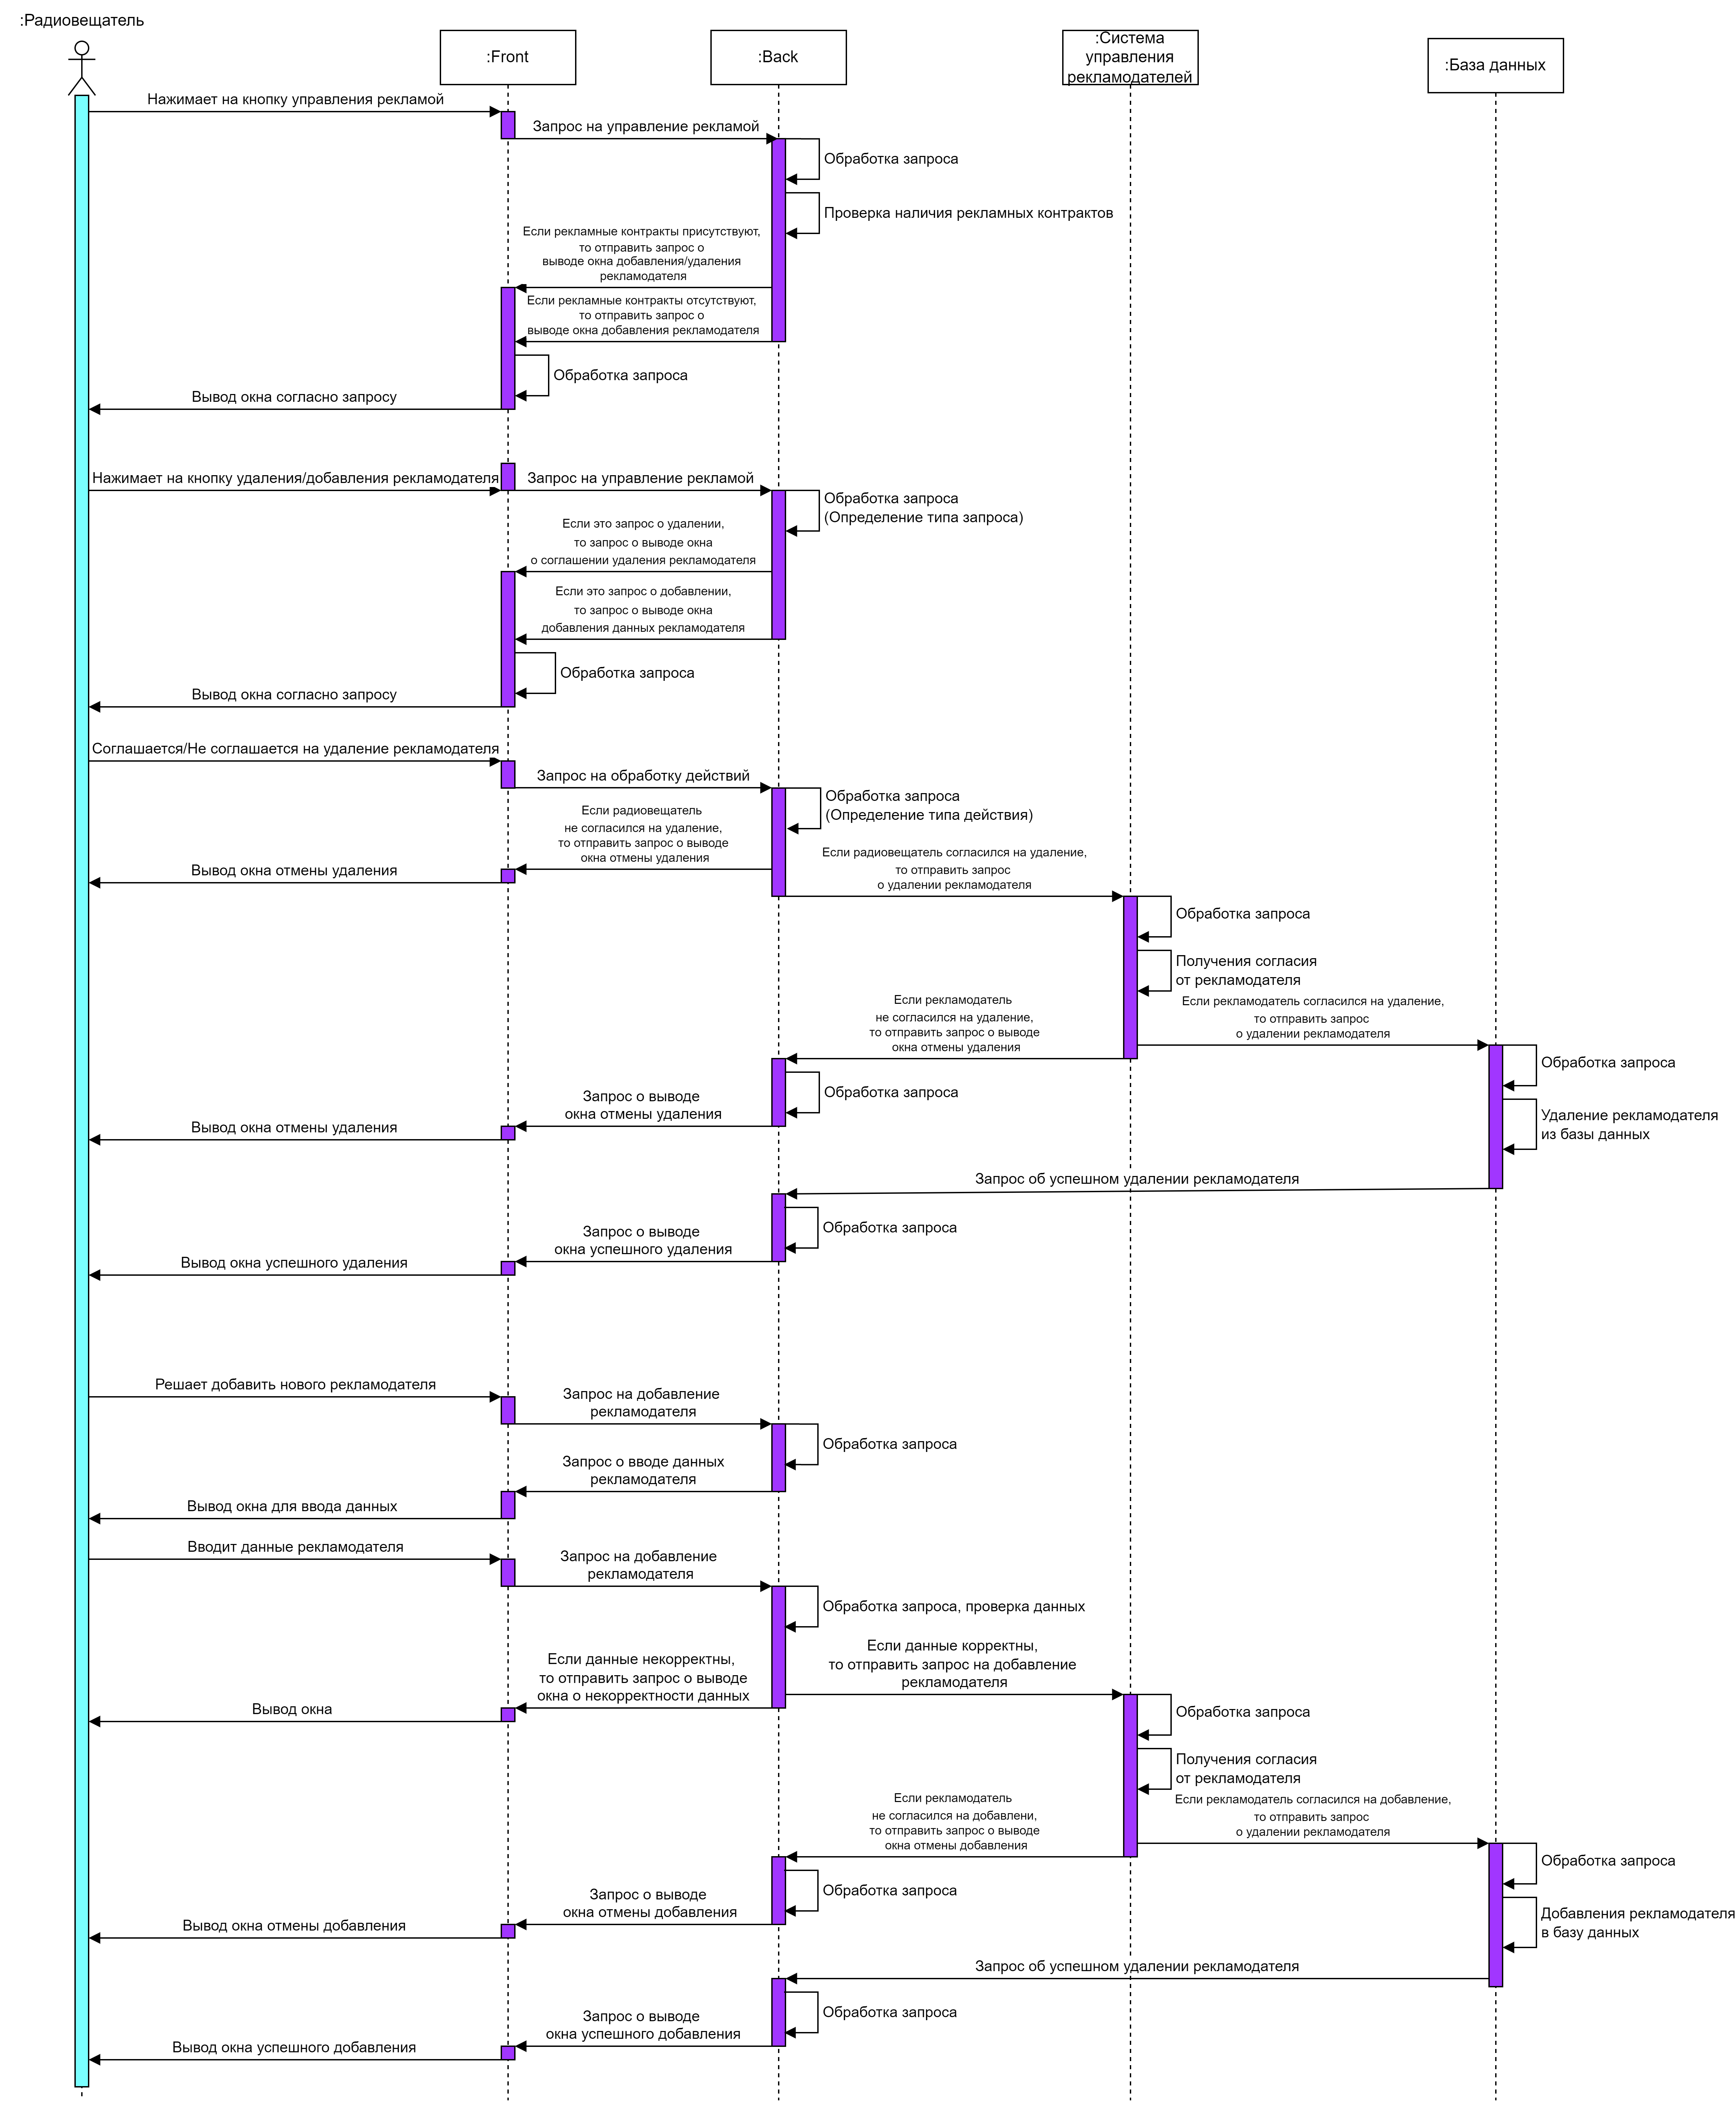 :Радиовещатель
:Front
:Back
:Система
управления
рекламодателей
:База данных
Нажимает на кнопку управления рекламой
Запрос на управление рекламой
Обработка запроса
Проверка наличия рекламных контрактов
Если рекламные контракты присутствуют,
то отправить запрос о
выводе окна добавления/удаления
рекламодателя
Если рекламные контракты отсутствуют,
то отправить запрос о
выводе окна добавления рекламодателя
Обработка запроса
Вывод окна согласно запросу
Нажимает на кнопку удаления/добавления рекламодателя
Запрос на управление рекламой
Обработка запроса
(Определение типа запроса)
Если это запрос о удалении,
то запрос о выводе окна
о соглашении удаления рекламодателя
Если это запрос о добавлении,
то запрос о выводе окна
добавления данных рекламодателя
Обработка запроса
Вывод окна согласно запросу
Соглашается/Не соглашается на удаление рекламодателя
Запрос на обработку действий
Обработка запроса
(Определение типа действия)
Если радиовещатель
не согласился на удаление,
то отправить запрос о выводе
окна отмены удаления
Вывод окна отмены удаления
Если радиовещатель согласился на удаление,
то отправить запрос
о удалении рекламодателя
Обработка запроса
Получения согласия
от рекламодателя
Если рекламодатель
не согласился на удаление,
то отправить запрос о выводе
окна отмены удаления
Если рекламодатель согласился на удаление,
то отправить запрос
о удалении рекламодателя
Обработка запроса
Обработка запроса
Запрос о выводе
окна отмены удаления
Вывод окна отмены удаления
Удаление рекламодателя
из базы данных
Запрос об успешном удалении рекламодателя
Обработка запроса
Запрос о выводе
окна успешного удаления
Вывод окна успешного удаления
Решает добавить нового рекламодателя
Запрос на добавление
рекламодателя
Обработка запроса
Запрос о вводе данных
рекламодателя
Вывод окна для ввода данных
Вводит данные рекламодателя
Запрос на добавление
рекламодателя
Обработка запроса, проверка данных
Если данные некорректны,
то отправить запрос о выводе
окна о некорректности данных
Если данные корректны,
то отправить запрос на добавление
рекламодателя
Вывод окна
Обработка запроса
Получения согласия
от рекламодателя
Если рекламодатель
не согласился на добавлени,
то отправить запрос о выводе
окна отмены добавления
Если рекламодатель согласился на добавление,
то отправить запрос
о удалении рекламодателя
Обработка запроса
Обработка запроса
Запрос о выводе
окна отмены добавления
Вывод окна отмены добавления
Добавления рекламодателя
в базу данных
Запрос об успешном удалении рекламодателя
Обработка запроса
Запрос о выводе
окна успешного добавления
Вывод окна успешного добавления